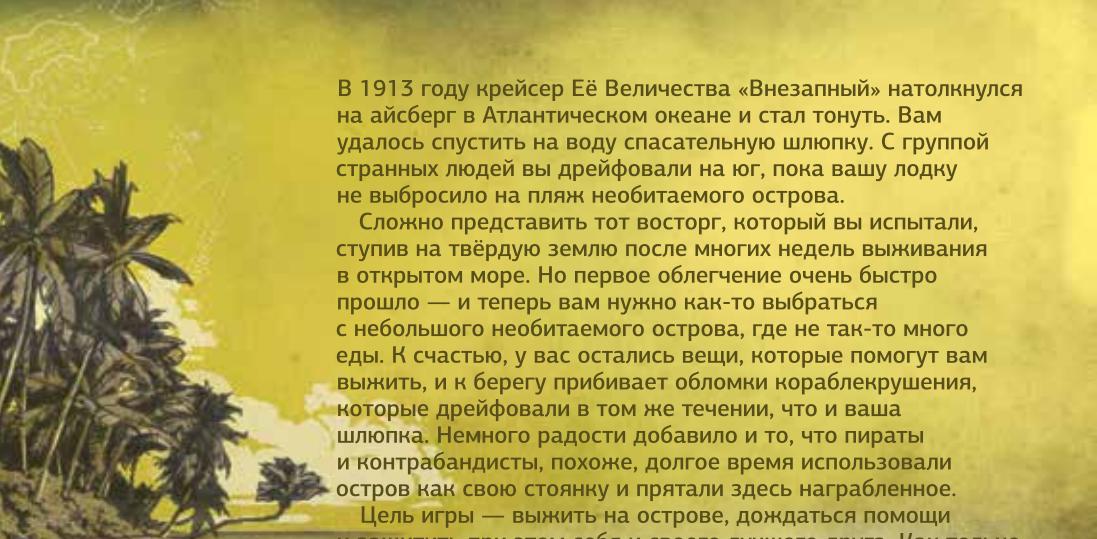 В 1913 году крейсер Её Величества «Внезапный» натолкнулся
на айсберг в Атлантическом океане и стал тонуть. Вам
удалось спустить на воду спасательную шлюпку. С группой
странных людей вы дрейфовали на юг, пока вашу лодку
не выбросило на пляж необитаемого острова.
Сложно представить тот восторг, который вы испытали,
ступив на твёрдую землю после многих недель выживания
в открытом море. Но первое облегчение очень быстро
прошло — и теперь вам нужно как-то выбраться
с небольшого необитаемого острова, где не так-то много
еды. К счастью, у вас остались вещи, которые помогут вам
выжить, и к берегу прибивает обломки кораблекрушения,
которые дрейфовали в том же течении, что и ваша
шлюпка. Немного радости добавило и то, что пираты
и контрабандисты, похоже, долгое время использовали
остров как свою стоянку и прятали здесь награбленное.
Цель игры — выжить на острове, дождаться помощи